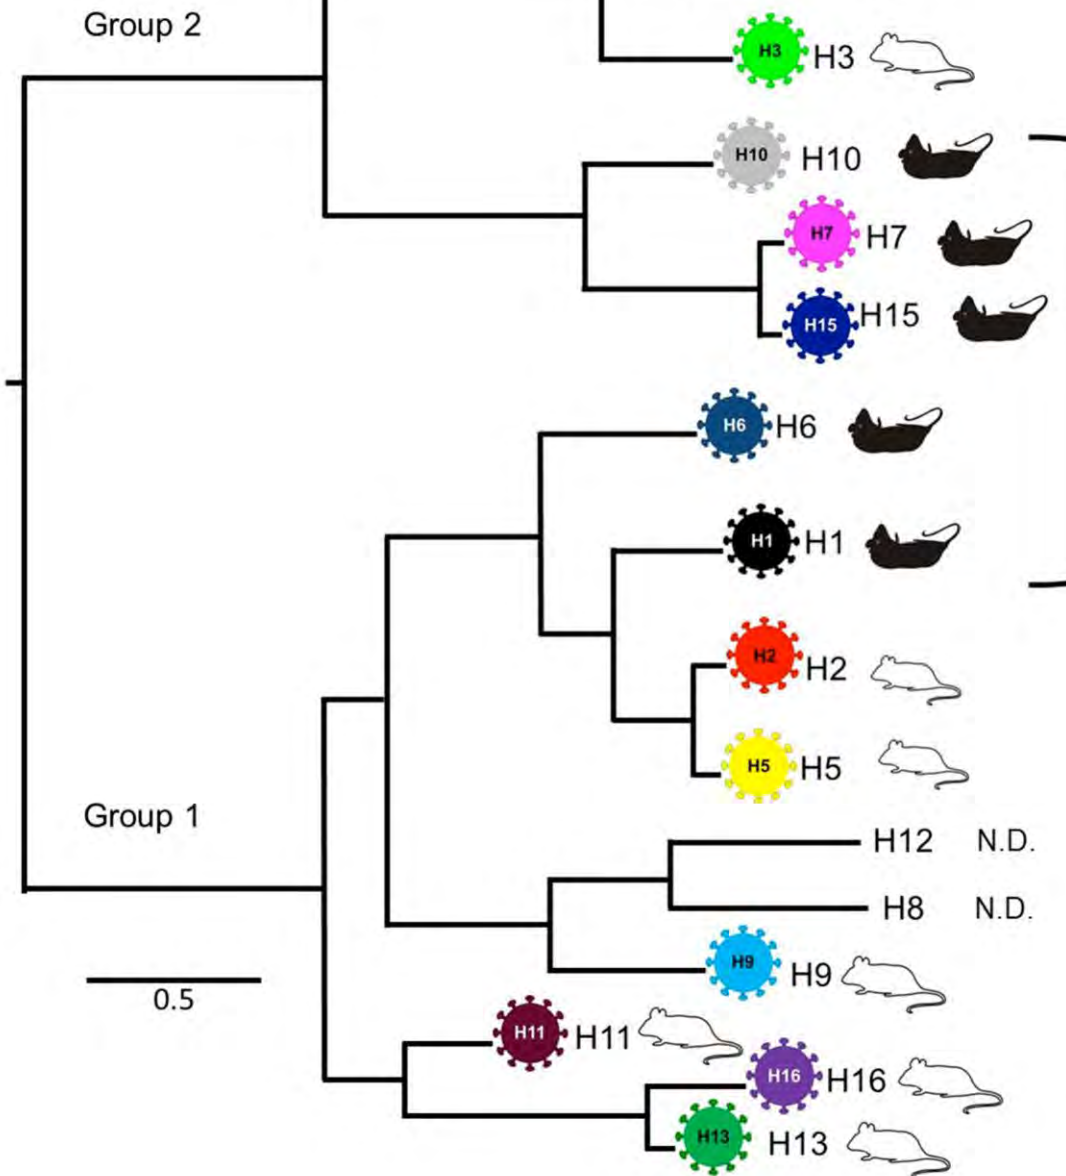 Group 2
H3 H3
H10 H10
H7 H7
H15 H15
H6 H6
H1 H1
H2 H2
H5 H5
Group 1
H12 N.D.
H8 N.D.
H9 H9
0.5
H11 H11
H16 H16
H13 H13